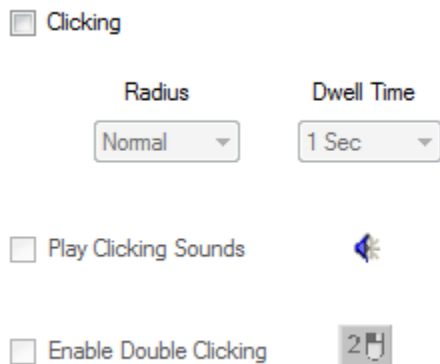 Clicking
Radius Dwell Time
Normal 1 Sec
Play Clicking Sounds
Enable Double Clicking 2